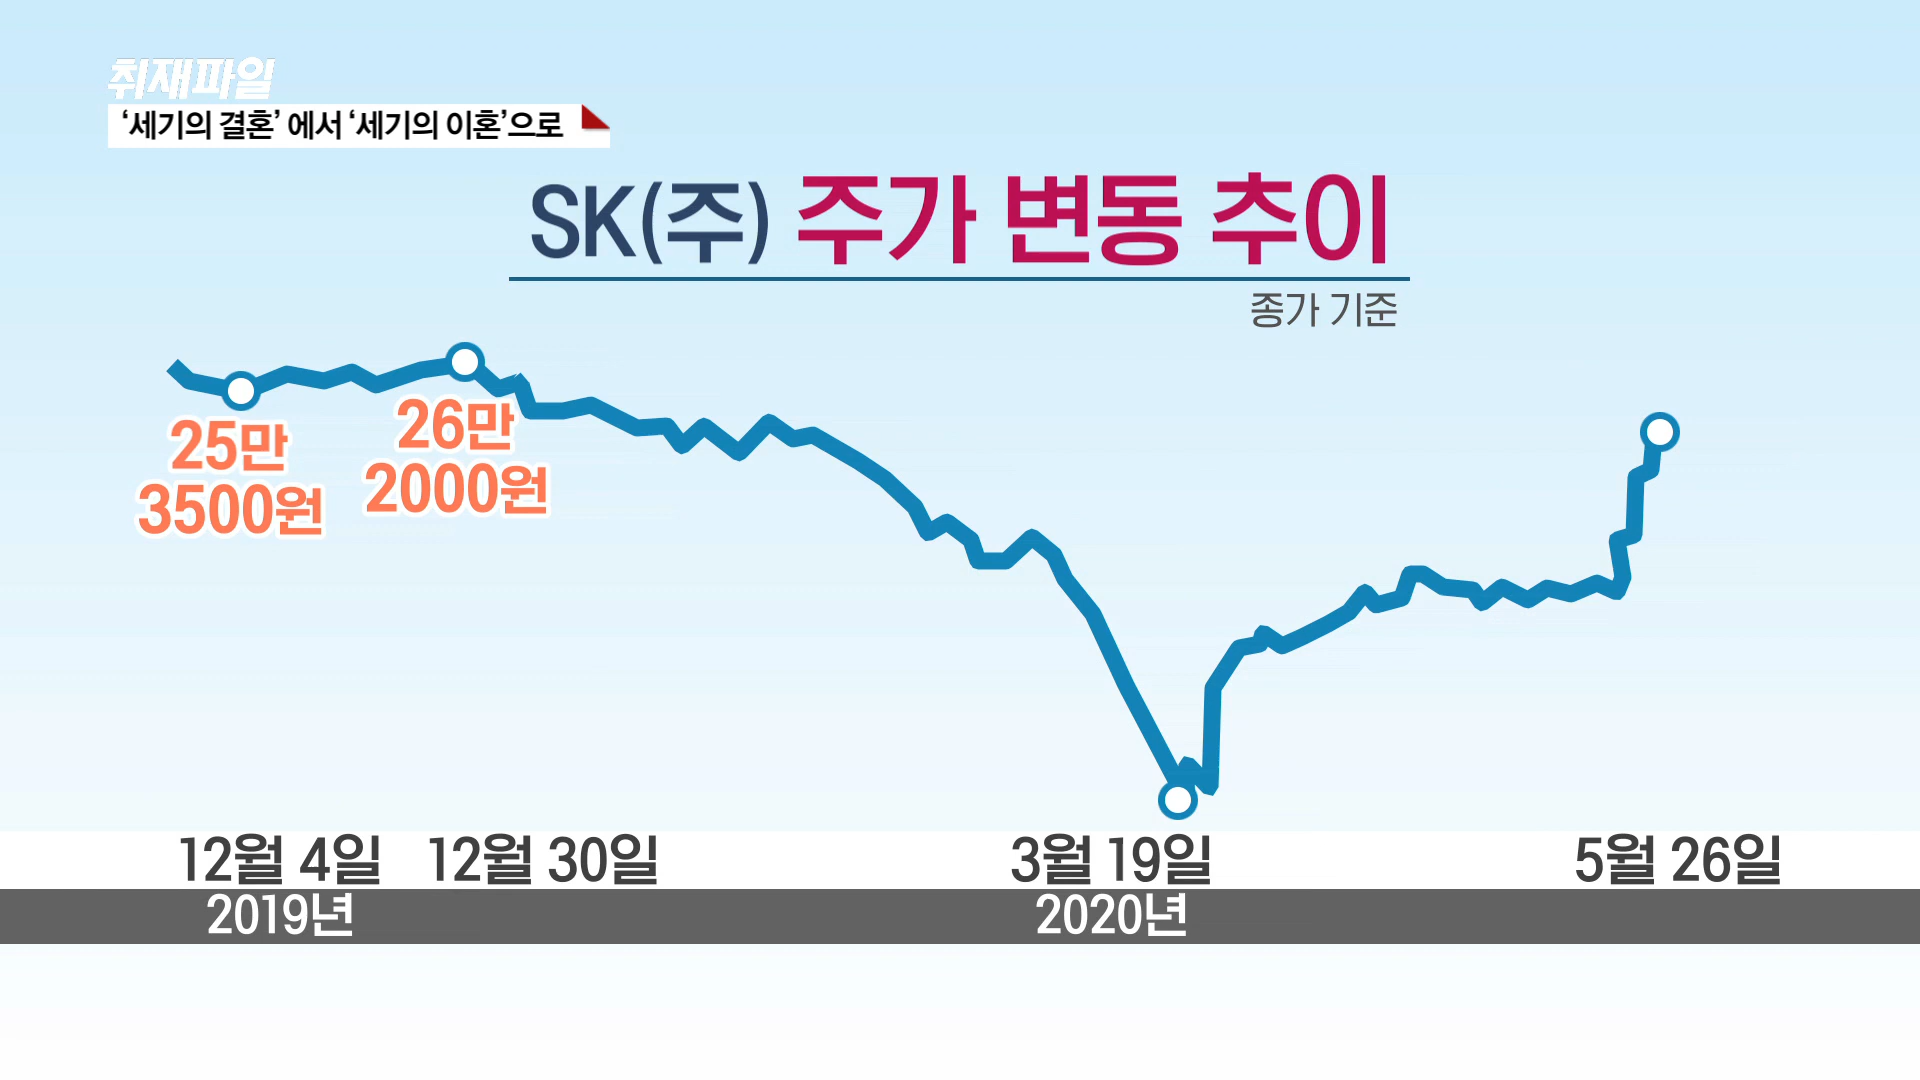 취재파일
‘세기의 결혼’ 에서 ‘세기의 이혼’으로
SK(주) 주가 변동 추이
종가 기준
25만
3500원
26만
2000원
12월 4일 12월 30일 3월 19일 5월 26일
2019년 2020년